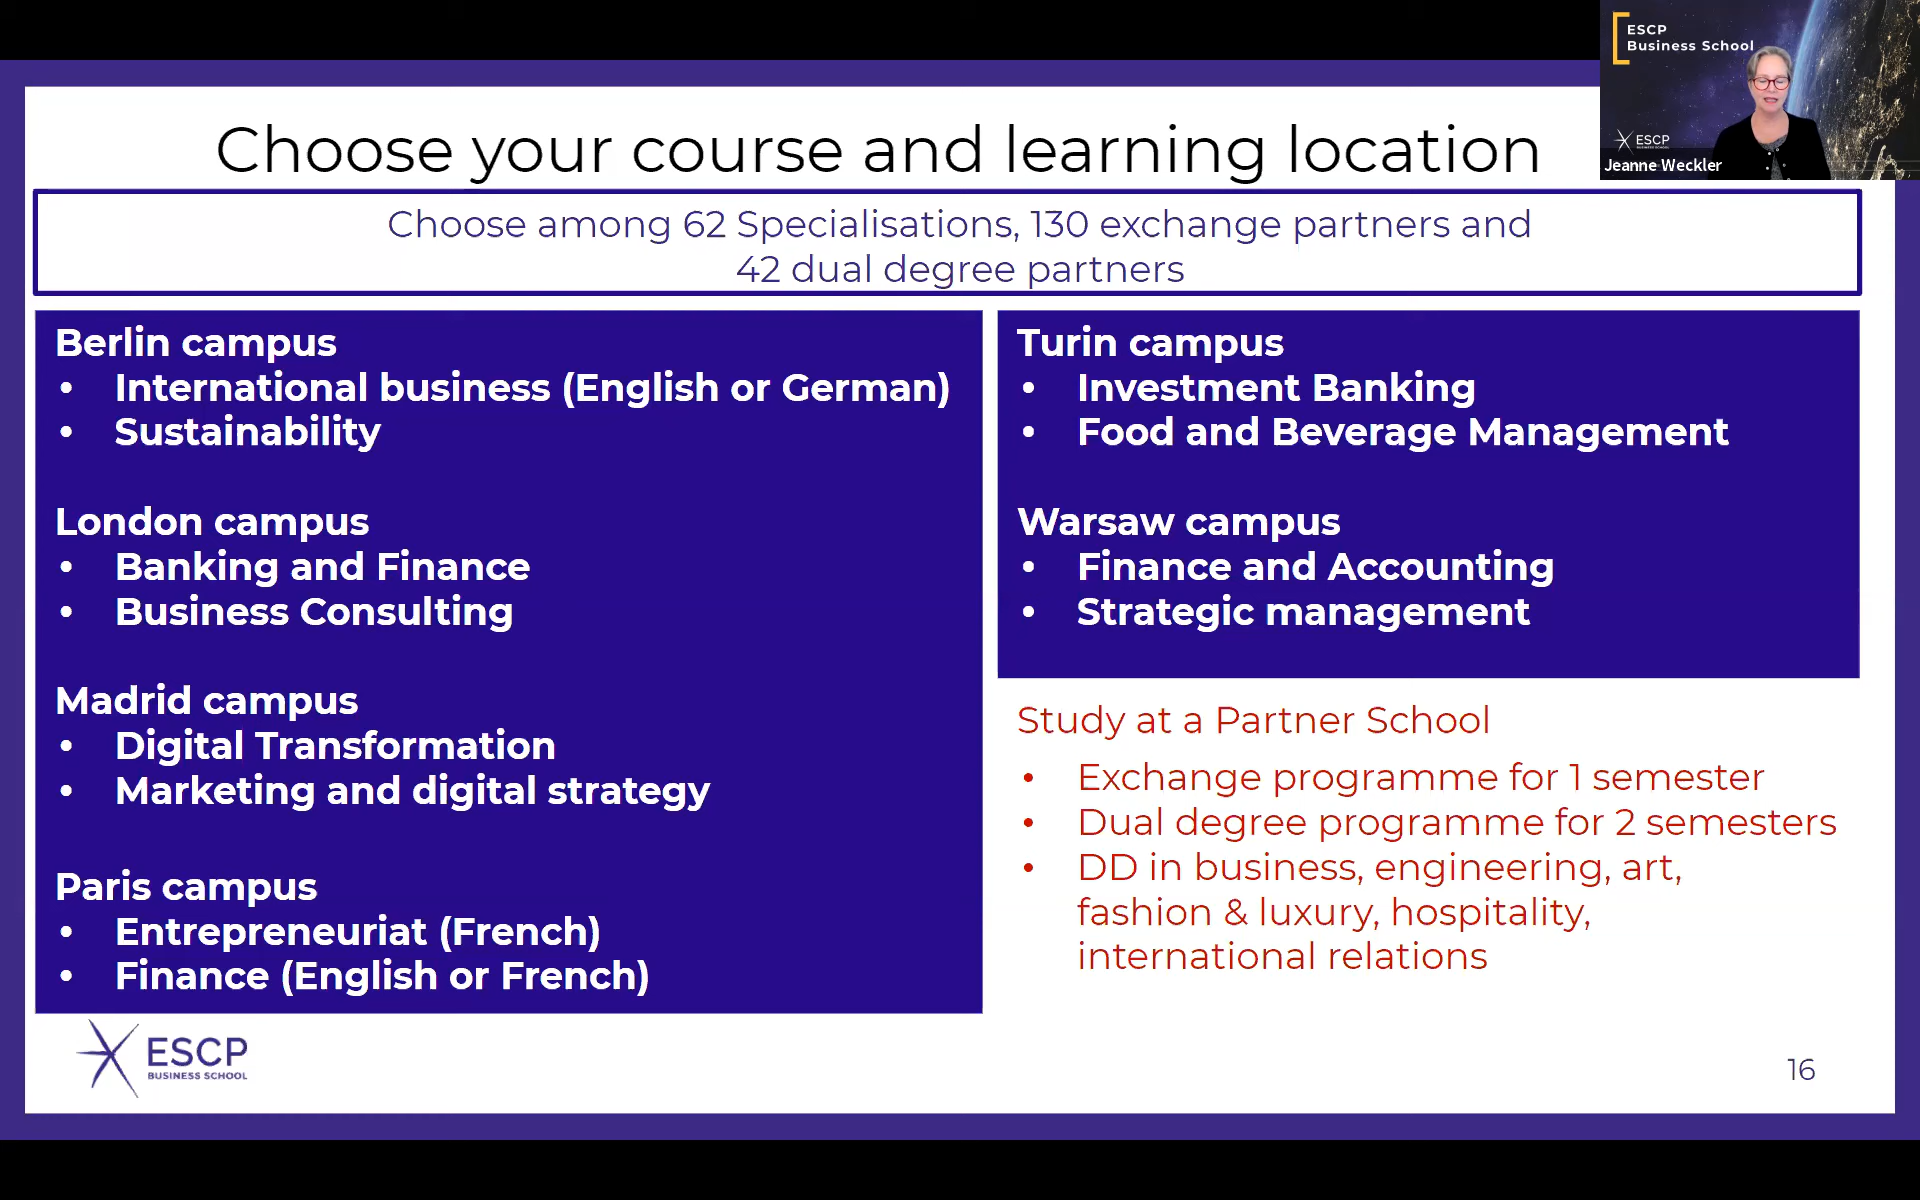 ESCP
Business School
ESCP
BUSINESS SCHOOL
Jeanne Weckler
Choose your course and learning location
Choose among 62 Specialisations, 130 exchange partners and
42 dual degree partners
Berlin campus
• International business (English or German)
• Sustainability
London campus
• Banking and Finance
• Business Consulting
Madrid campus
• Digital Transformation
• Marketing and digital strategy
Paris campus
• Entrepreneuriat (French)
• Finance (English or French)
Turin campus
• Investment Banking
• Food and Beverage Management
Warsaw campus
• Finance and Accounting
• Strategic management
Study at a Partner School
• Exchange programme for 1 semester
• Dual degree programme for 2 semesters
• DD in business, engineering, art,
fashion & luxury, hospitality,
international relations
ESCP
BUSINESS SCHOOL
16